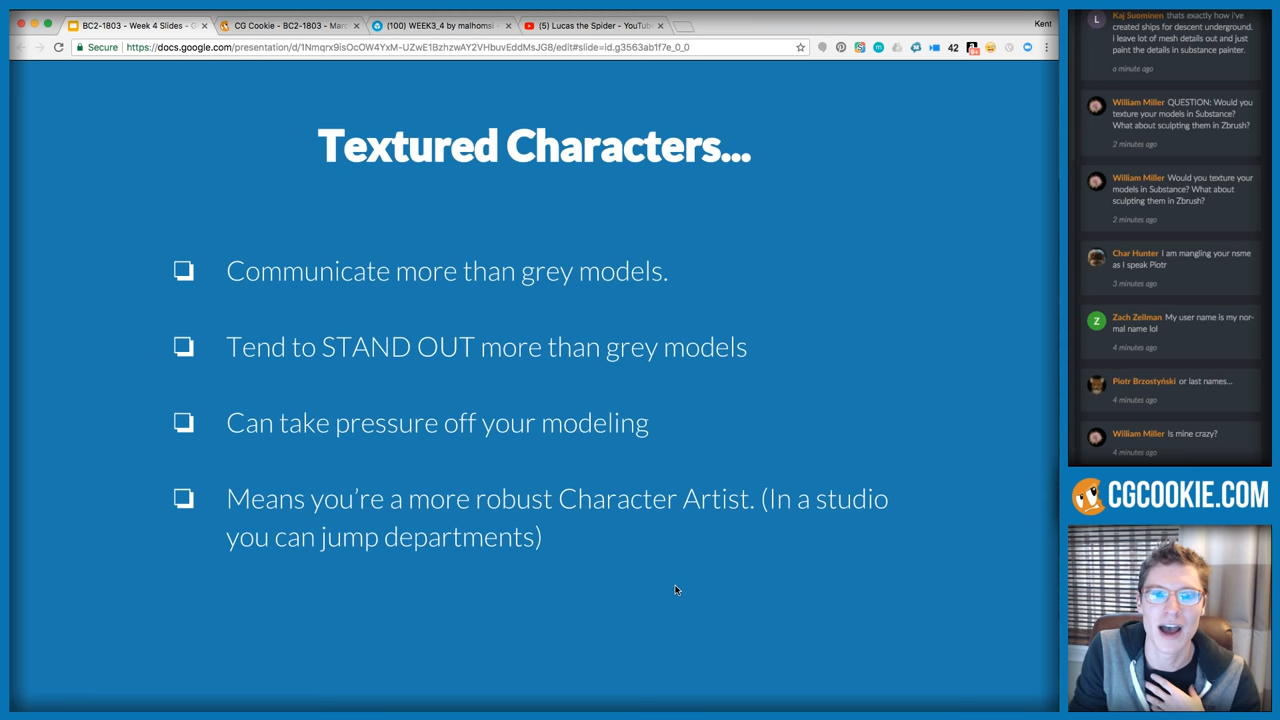 BC2-1803 - Week 4 Slides - G
CG Cookie - BC2-1803 - Marc
(100) WEEK3_4 by malhomsi -
(5) Lucas the Spider - YouTube
Kent
Secure
https://docs.google.com/presentation/d/1Nmqrx9isOcOW4YxM-UZwE1BzhzwAY2VHbuvEddMsJG8/edit#slide=id.g3563ab1f7e_0_0
42
Textured Characters...
Communicate more than grey models.
Tend to STAND OUT more than grey models
Can take pressure off your modeling
Means you're a more robust Character Artist. (In a studio
you can jump departments)
L
Kaj Suominen thats exactly how i've
created ships for descent underground.
i leave lot of mesh details out and just
paint the details in substance painter.
a minute ago
William Miller QUESTION: Would you
texture your models in Substance?
What about sculpting them in Zbrush?
2 minutes ago
William Miller Would you texture your
models in Substance? What about
sculpting them in Zbrush?
2 minutes ago
Char Hunter I am mangling your nsme
as I speak Piotr
3 minutes ago
Z
Zach Zellman My user name is my nor-
mal name lol
4 minutes ago
Piotr Brzostyński or last names...
4 minutes ago
William Miller Is mine crazy?
4 minutes ago
CGCOOKIE.COM